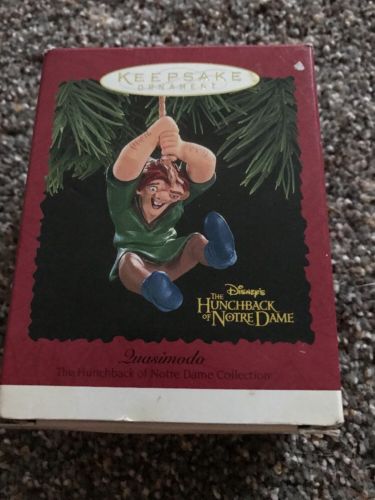 KEEPSAKE
ORNAMENT
Disney's
THE
HUNCHBACK
OF NOTRE DAME
Quasimodo
The Hunchback of Notre Dame Collection